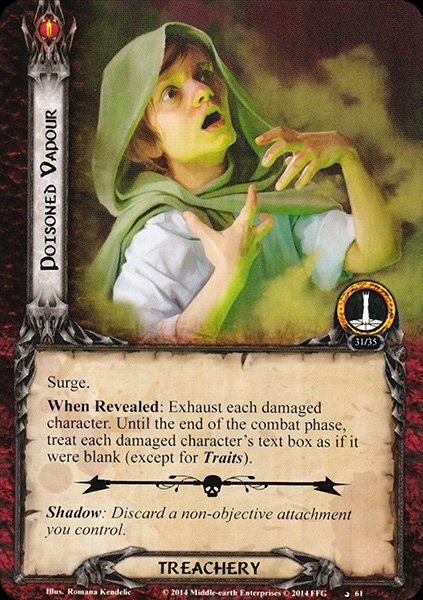 POISONED VAPOUR
31/35
Surge.
When Revealed: Exhaust each damaged
character. Until the end of the combat phase,
treat each damaged character's text box as if it
were blank (except for Traits).
Shadow: Discard a non-objective attachment
you control.
TREACHERY
Illus. Romana Kendelic © 2014 Middle-earth Enterprises © 2014 FFG 61